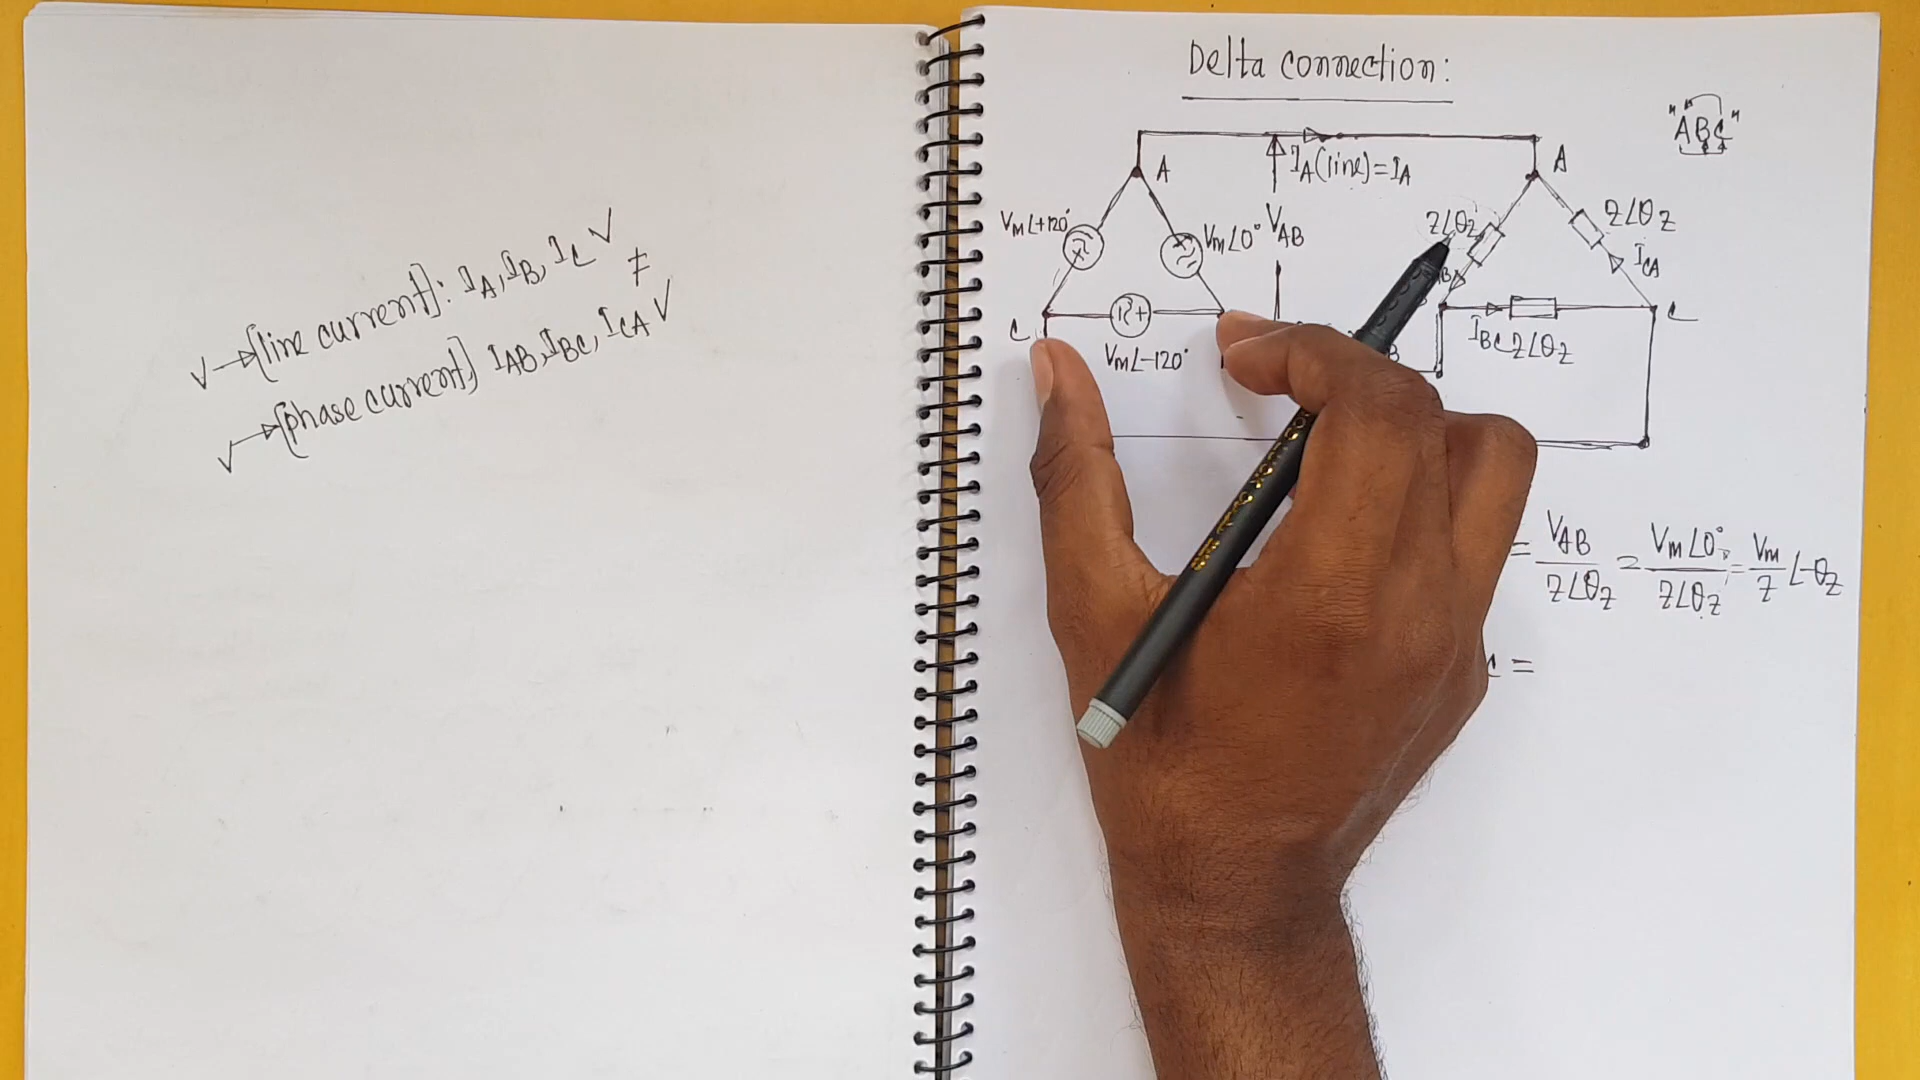 → [line current]: IA, IB, IC ✓
≠
→ [phase current] IAB, IBC, ICA ✓
Delta connection:
"ABC"
A
IA(line)=IA
A
Vm∠+120°
Vm∠0°
VAB
Z∠θz
Z∠θz
ICA
C
Vm∠-120°
B
IBC
Z∠θz
C
= VAB/Z∠θz = Vm∠0°/Z∠θz = Vm/Z ∠-θz
C =